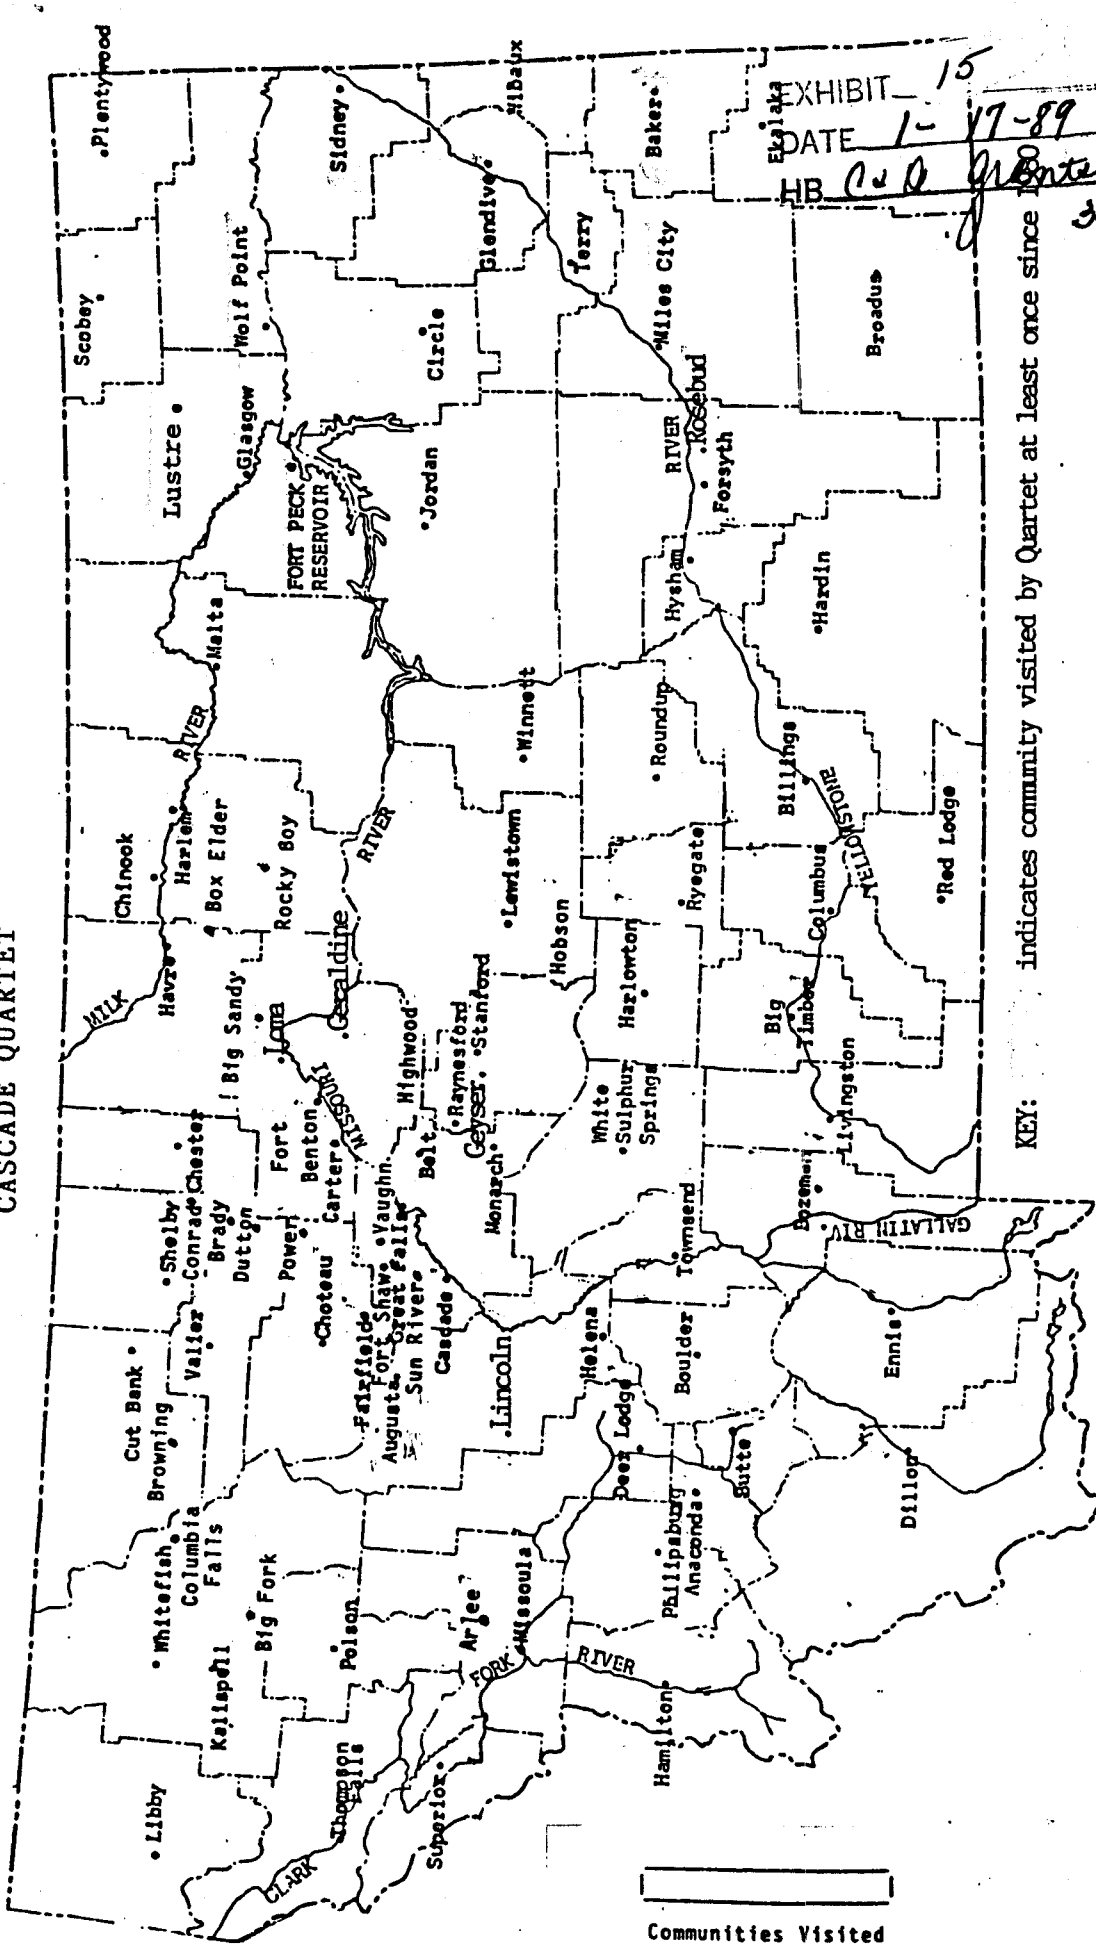 CASCADE QUARTET
EXHIBIT 15
DATE 1-17-89
HB
Plentywood
Scobey
Lustre
Wolf Point
Glasgow
Sidney
Wibaux
Glendive
Circle
FORT PECK
RESERVOIR
Jordan
Terry
Baker
Ekalaka
Miles City
Broadus
RIVER
Rosebud
Forsyth
Hysham
Hardin
Malta
RIVER
Chinook
Harlem
Box Elder
Rocky Boy
RIVER
Winnett
Lewistown
Roundup
Billings
YELLOWSTONE
Red Lodge
Columbus
Ryegate
Harlowton
Hobson
MILK
Havre
Big Sandy
Loma
Geraldine
Highwood
Raynesford
Stanford
Geyser
Belt
Monarch
White
Sulphur
Springs
Big
Timber
Livingston
Bozeman
GALLATIN RIV
Townsend
MISSOURI
Fort
Benton
Carter
Chester
Shelby
Conrad
Brady
Dutton
Power
Choteau
Vaughn
Great Falls
Fort Shaw
Fairfield
Augusta
Sun River
Cascade
Lincoln
Helena
Boulder
Ennis
Cut Bank
Browning
Valier
Whitefish
Columbia
Falls
Kalispell
Big Fork
Polson
Arlee
Missoula
FORK
RIVER
Deer Lodge
Philipsburg
Anaconda
Butte
Dillon
Hamilton
Libby
Thompson
Falls
Superior
CLARK
KEY: indicates community visited by Quartet at least once since
Communities Visited